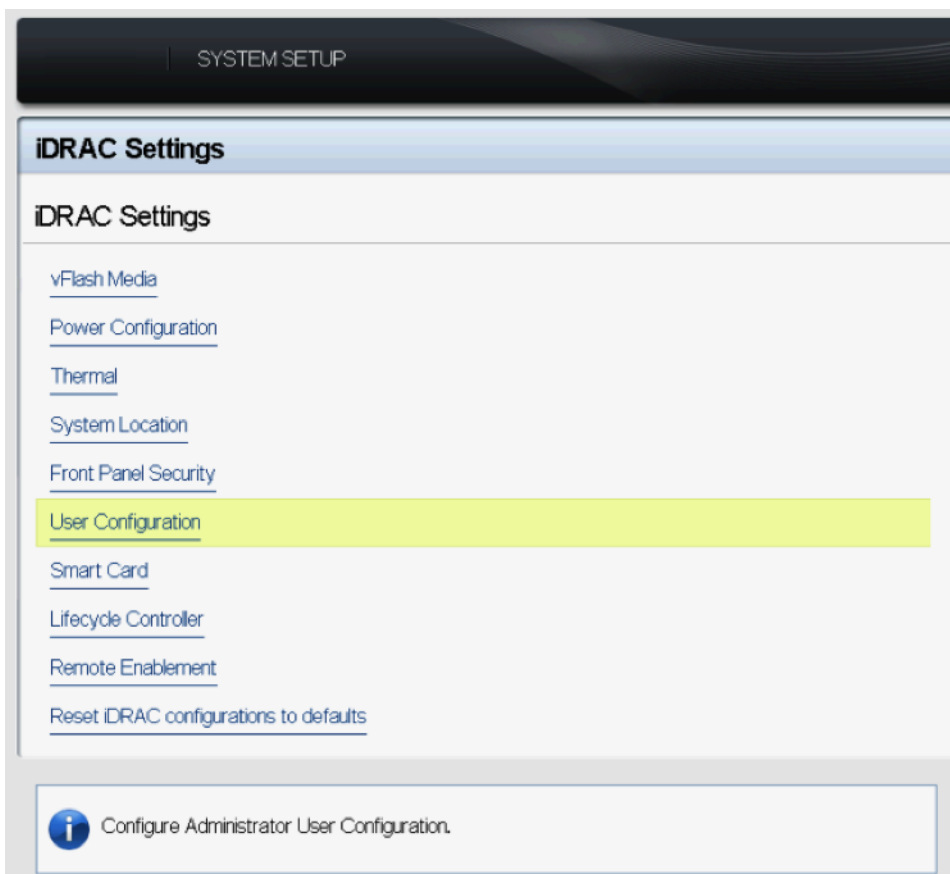 SYSTEM SETUP
iDRAC Settings
iDRAC Settings
vFlash Media
Power Configuration
Thermal
System Location
Front Panel Security
User Configuration
Smart Card
Lifecycle Controller
Remote Enablement
Reset iDRAC configurations to defaults
Configure Administrator User Configuration.